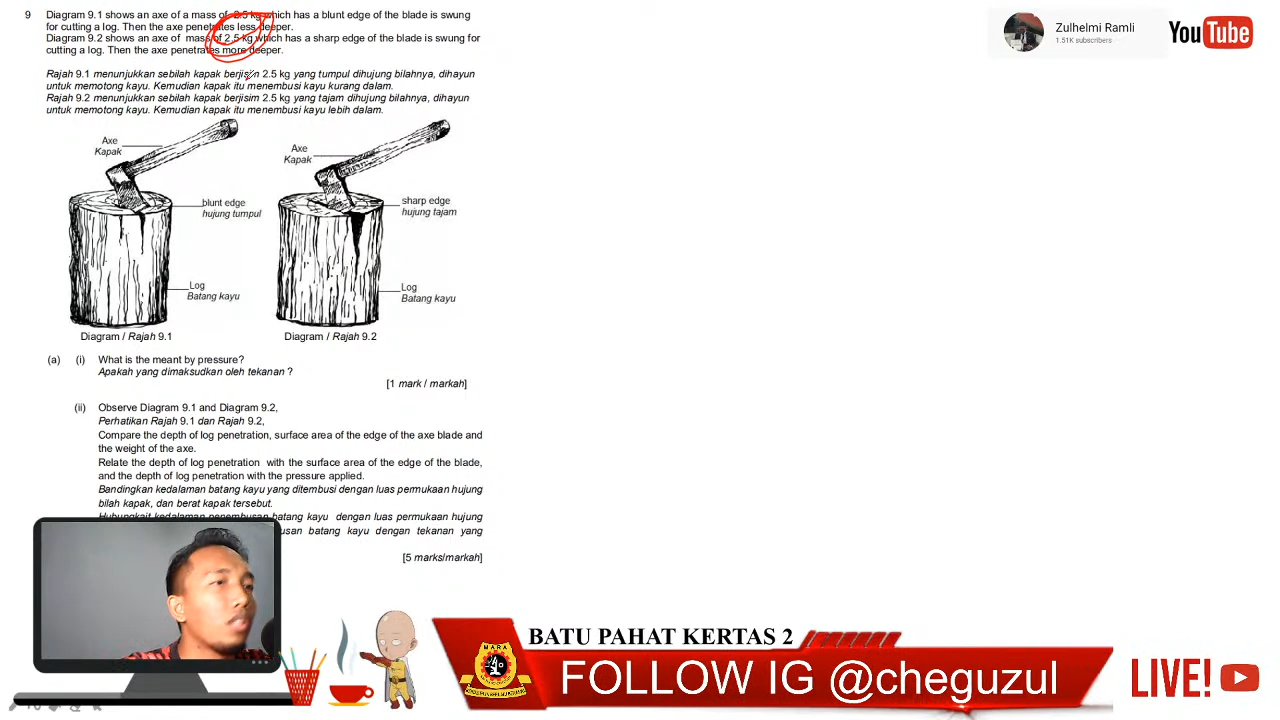 9 Diagram 9.1 shows an axe of a mass of 2.5 kg which has a blunt edge of the blade is swung
for cutting a log. Then the axe penetrates less deeper.
Diagram 9.2 shows an axe of mass of 2.5 kg which has a sharp edge of the blade is swung for
cutting a log. Then the axe penetrates more deeper.
Rajah 9.1 menunjukkan sebilah kapak berjisim 2.5 kg yang tumpul dihujung bilahnya, dihayun
untuk memotong kayu. Kemudian kapak itu menembusi kayu kurang dalam.
Rajah 9.2 menunjukkan sebilah kapak berjisim 2.5 kg yang tajam dihujung bilahnya, dihayun
untuk memotong kayu. Kemudian kapak itu menembusi kayu lebih dalam.
Axe
Kapak
blunt edge
hujung tumpul
Log
Batang kayu
Diagram / Rajah 9.1
Axe
Kapak
sharp edge
hujung tajam
Log
Batang kayu
Diagram / Rajah 9.2
(a) (i) What is the meant by pressure?
Apakah yang dimaksudkan oleh tekanan ?
[1 mark / markah]
(ii) Observe Diagram 9.1 and Diagram 9.2,
Perhatikan Rajah 9.1 dan Rajah 9.2,
Compare the depth of log penetration, surface area of the edge of the axe blade and
the weight of the axe.
Relate the depth of log penetration with the surface area of the edge of the blade,
and the depth of log penetration with the pressure applied.
Bandingkan kedalaman batang kayu yang ditembusi dengan luas permukaan hujung
bilah kapak, dan berat kapak tersebut.
Hubungkait kedalaman penembusan batang kayu dengan luas permukaan hujung
batang kayu dengan tekanan yang
[5 marks/markah]
Zulhelmi Ramli
1.51K subscribers
YouTube
MARA
BATU PAHAT KERTAS 2
FOLLOW IG @cheguzul
LIVE!